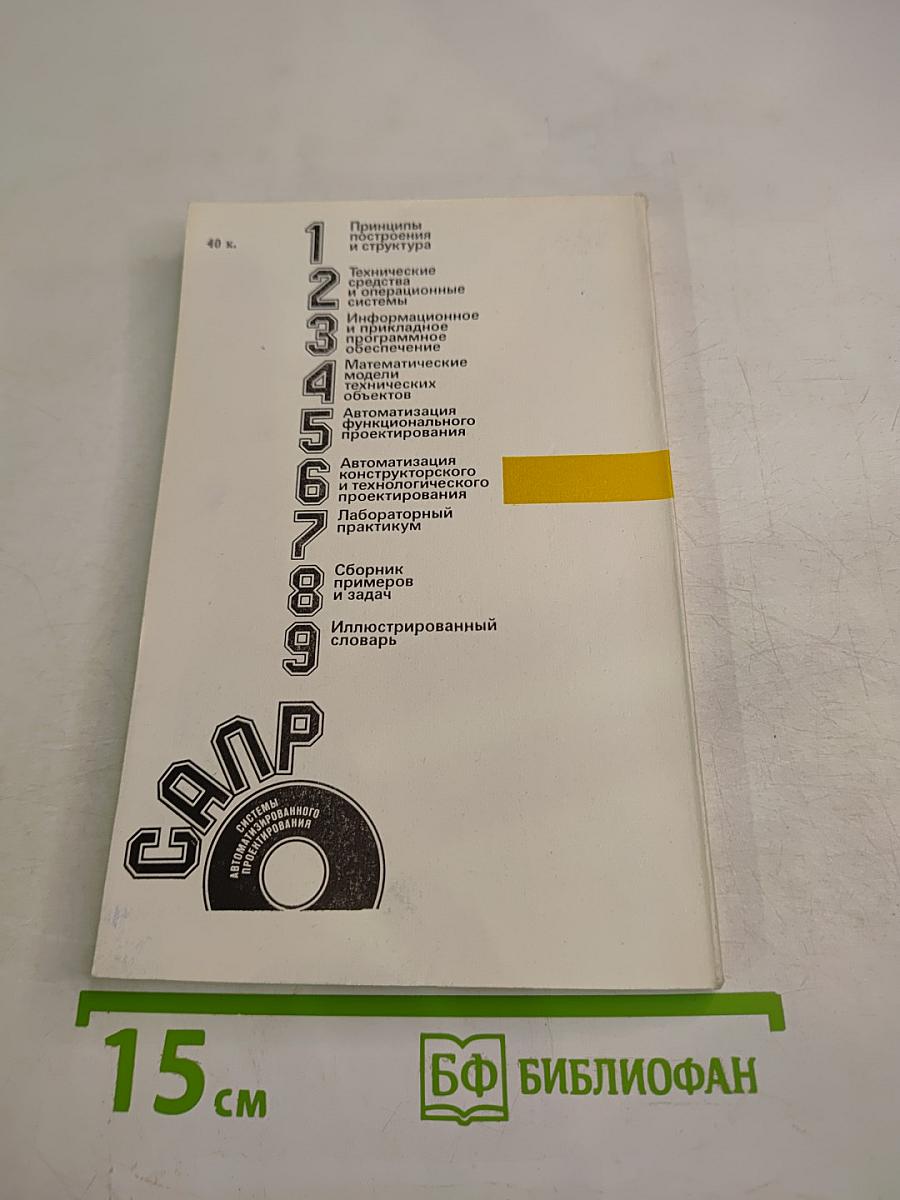 40 к.
1 Принципы
построения
и структура
2 Технические
средства
и операционные
системы
3 Информационное
и прикладное
программное
обеспечение
4 Математические
модели
технических
объектов
5 Автоматизация
функционального
проектирования
6 Автоматизация
конструкторского
и технологического
проектирования
7 Лабораторный
практикум
8 Сборник
примеров
и задач
9 Иллюстрированный
словарь
САПР
СИСТЕМЫ
АВТОМАТИЗИРОВАННОГО
ПРОЕКТИРОВАНИЯ
15 см
БФ БИБЛИОФАН